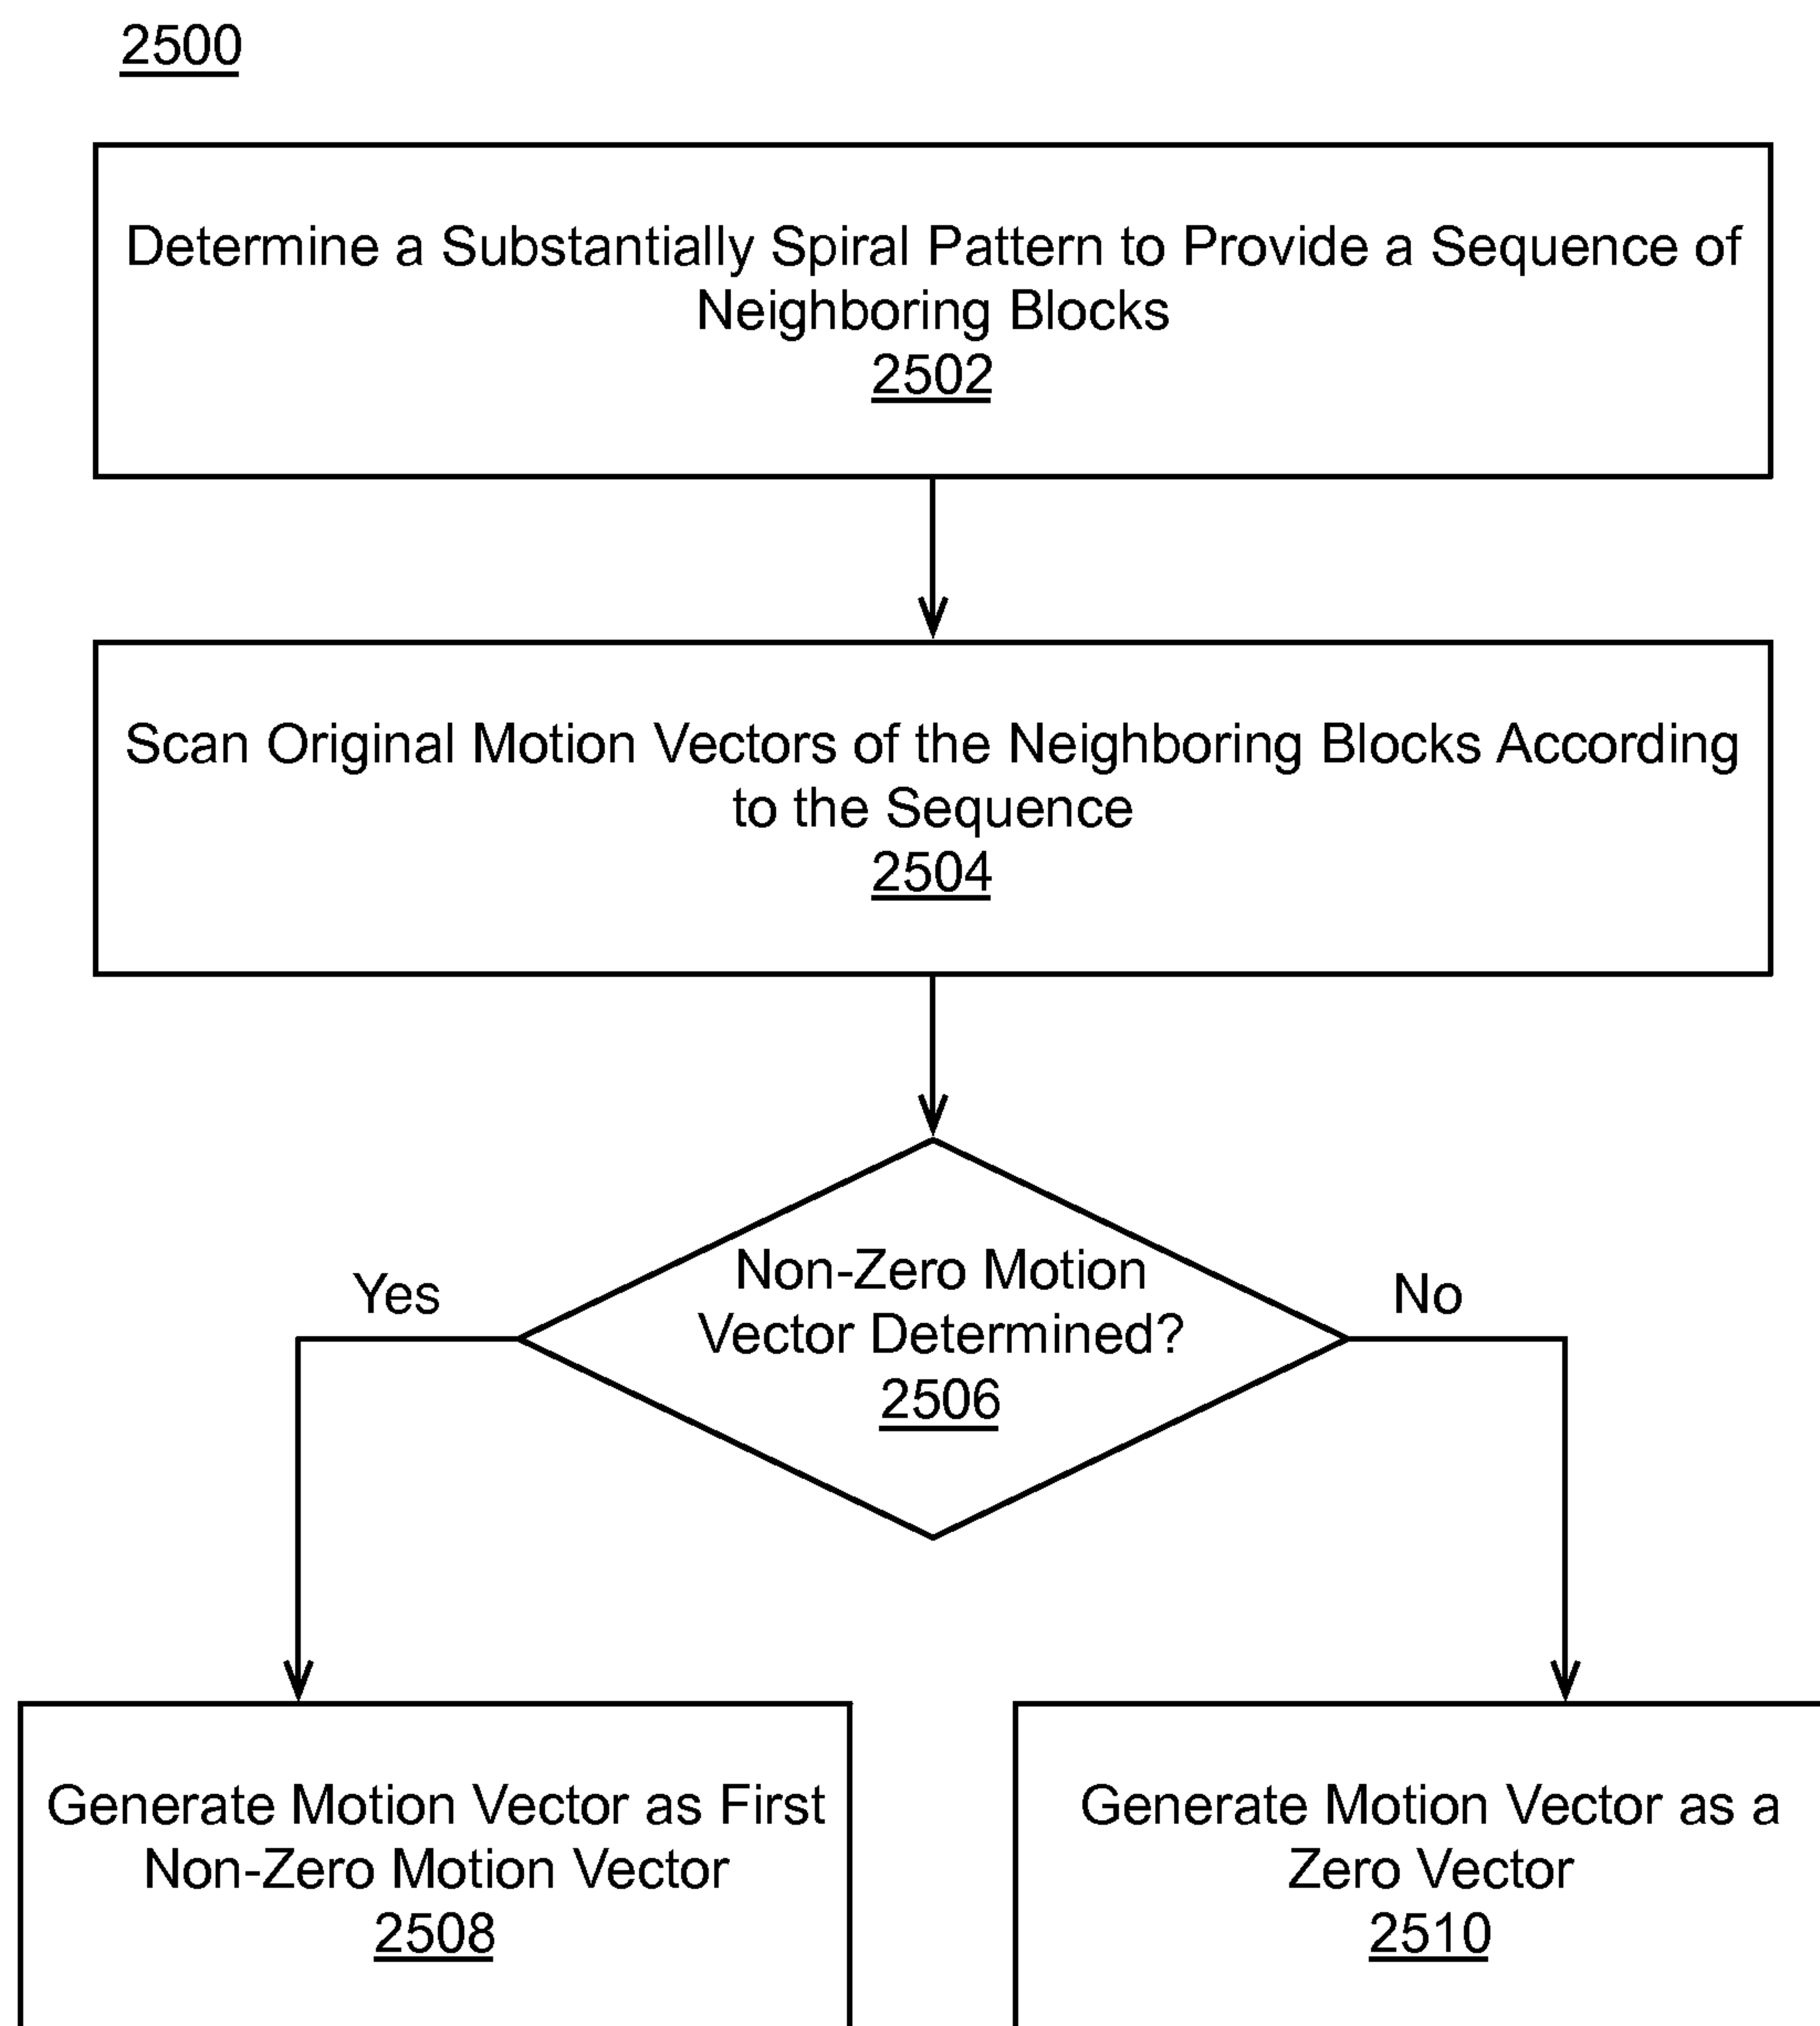 2500
Determine a Substantially Spiral Pattern to Provide a Sequence of
Neighboring Blocks
2502
Scan Original Motion Vectors of the Neighboring Blocks According
to the Sequence
2504
Non-Zero Motion
Vector Determined?
2506
Yes
No
Generate Motion Vector as First
Non-Zero Motion Vector
2508
Generate Motion Vector as a
Zero Vector
2510